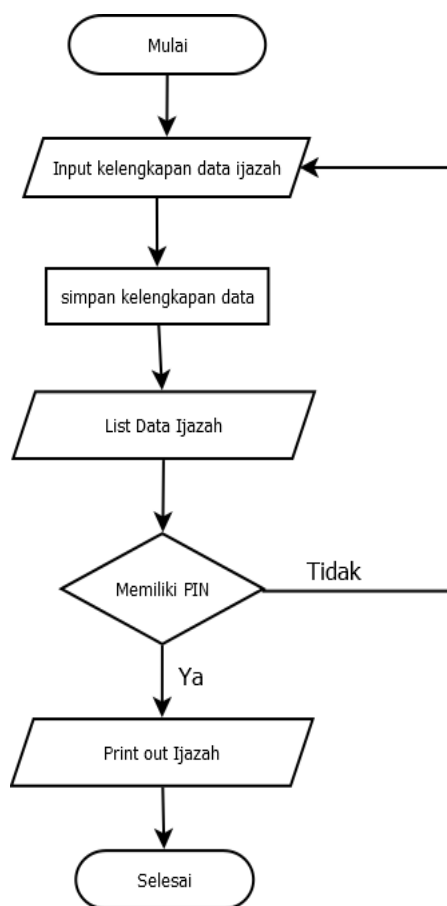 Mulai
Input kelengkapan data ijazah
simpan kelengkapan data
List Data Ijazah
Memiliki PIN
Tidak
Ya
Print out Ijazah
Selesai